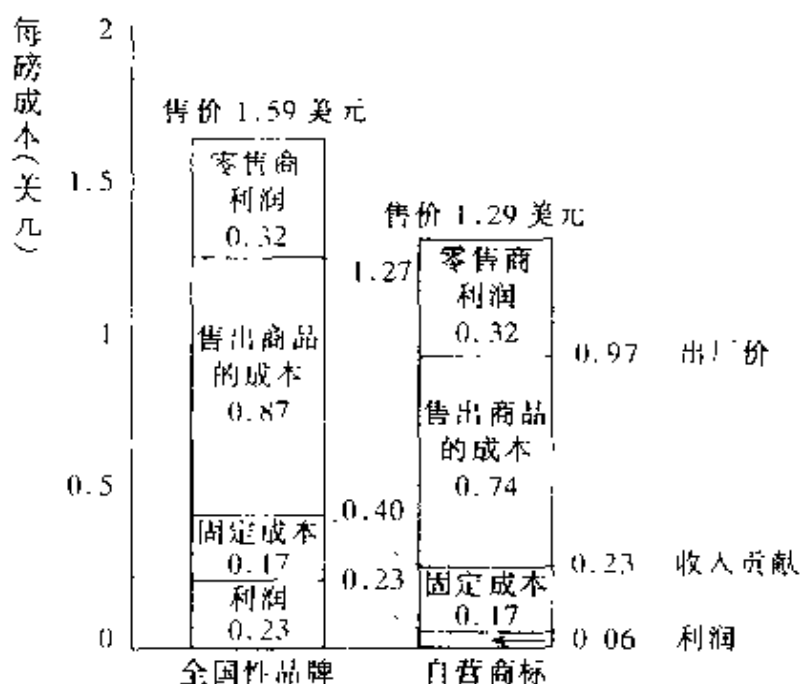 每磅成本(美元)
2
1.5
1
0.5
0
售价 1.59 美元
零售商
利润
0.32
售出商品
的成本
0.87
固定成本
0.17
利润
0.23
全国性品牌
1.27
0.40
0.23
售价 1.29 美元
零售商
利润
0.32
售出商品
的成本
0.74
固定成本
0.17
自营商标
0.97 出厂价
0.23 收入贡献
0.06 利润